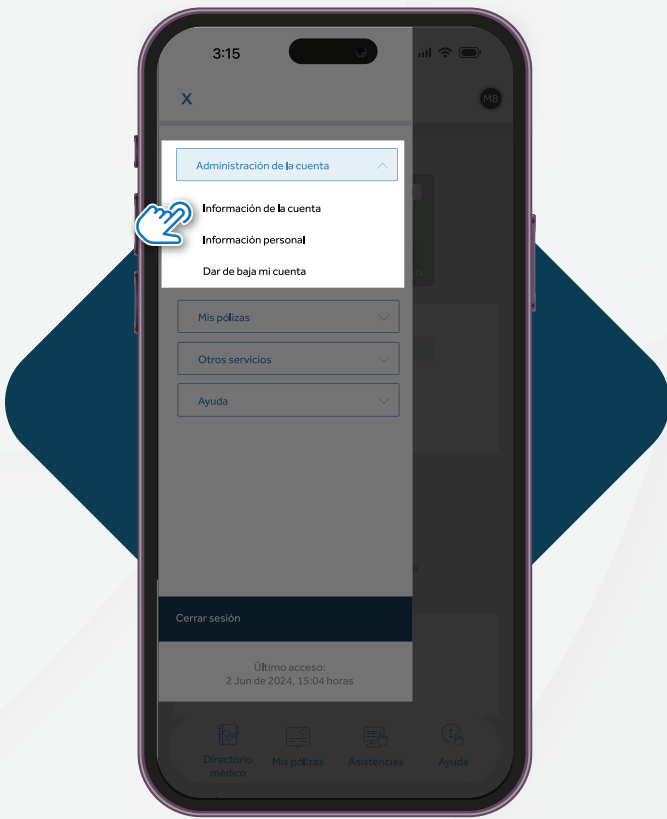 3:15
X
MB
Administración de la cuenta
Información de la cuenta
Información personal
Dar de baja mi cuenta
Mis pólizas
Otros servicios
Ayuda
Cerrar sesión
Último acceso:
2 Jun de 2024, 15:04 horas
Directorio
médico
Mis pólizas
Asistencias
Ayuda